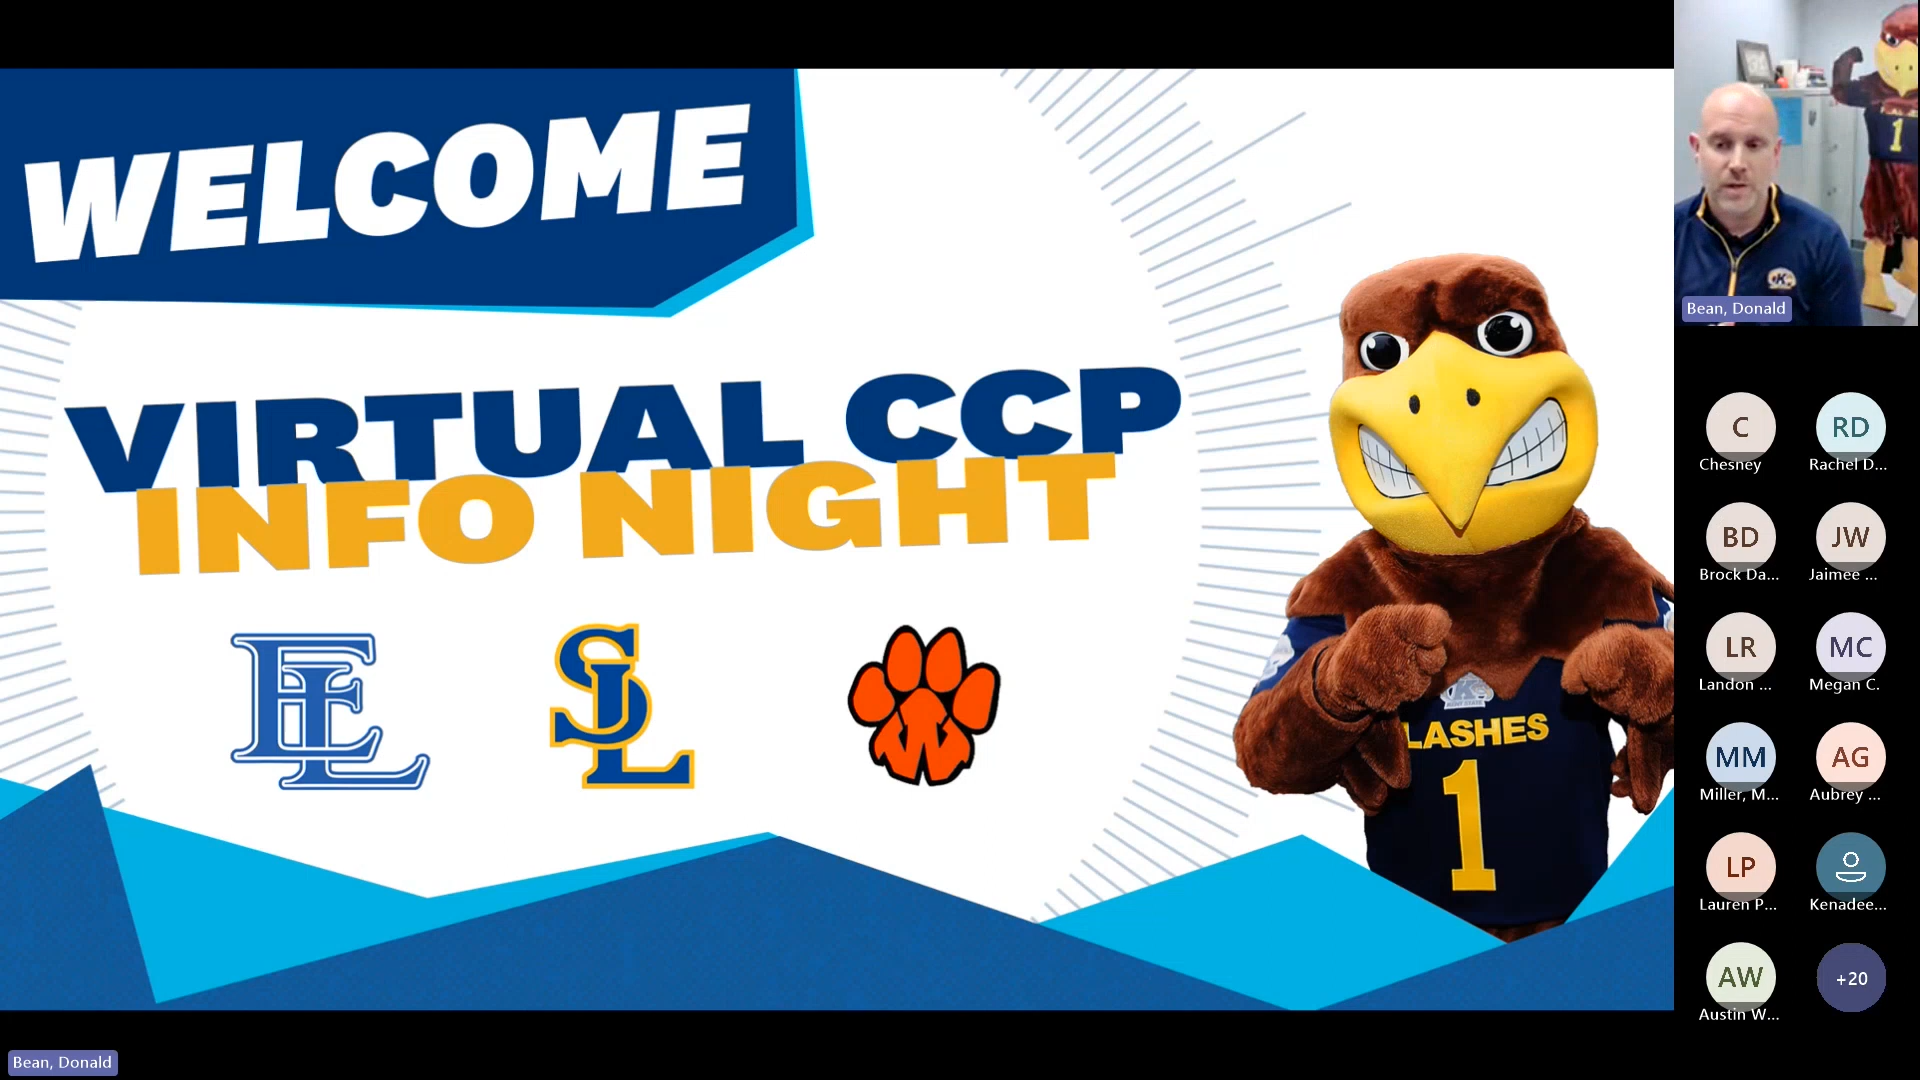 WELCOME
VIRTUAL CCP
INFO NIGHT
EL
SL
W
K
LASHES
1
Bean, Donald
1
K
Bean, Donald
C
Chesney
RD
Rachel D...
BD
Brock Da...
JW
Jaimee ...
LR
Landon ...
MC
Megan C.
MM
Miller, M...
AG
Aubrey ...
LP
Lauren P...
Kenadee...
AW
Austin W...
+20